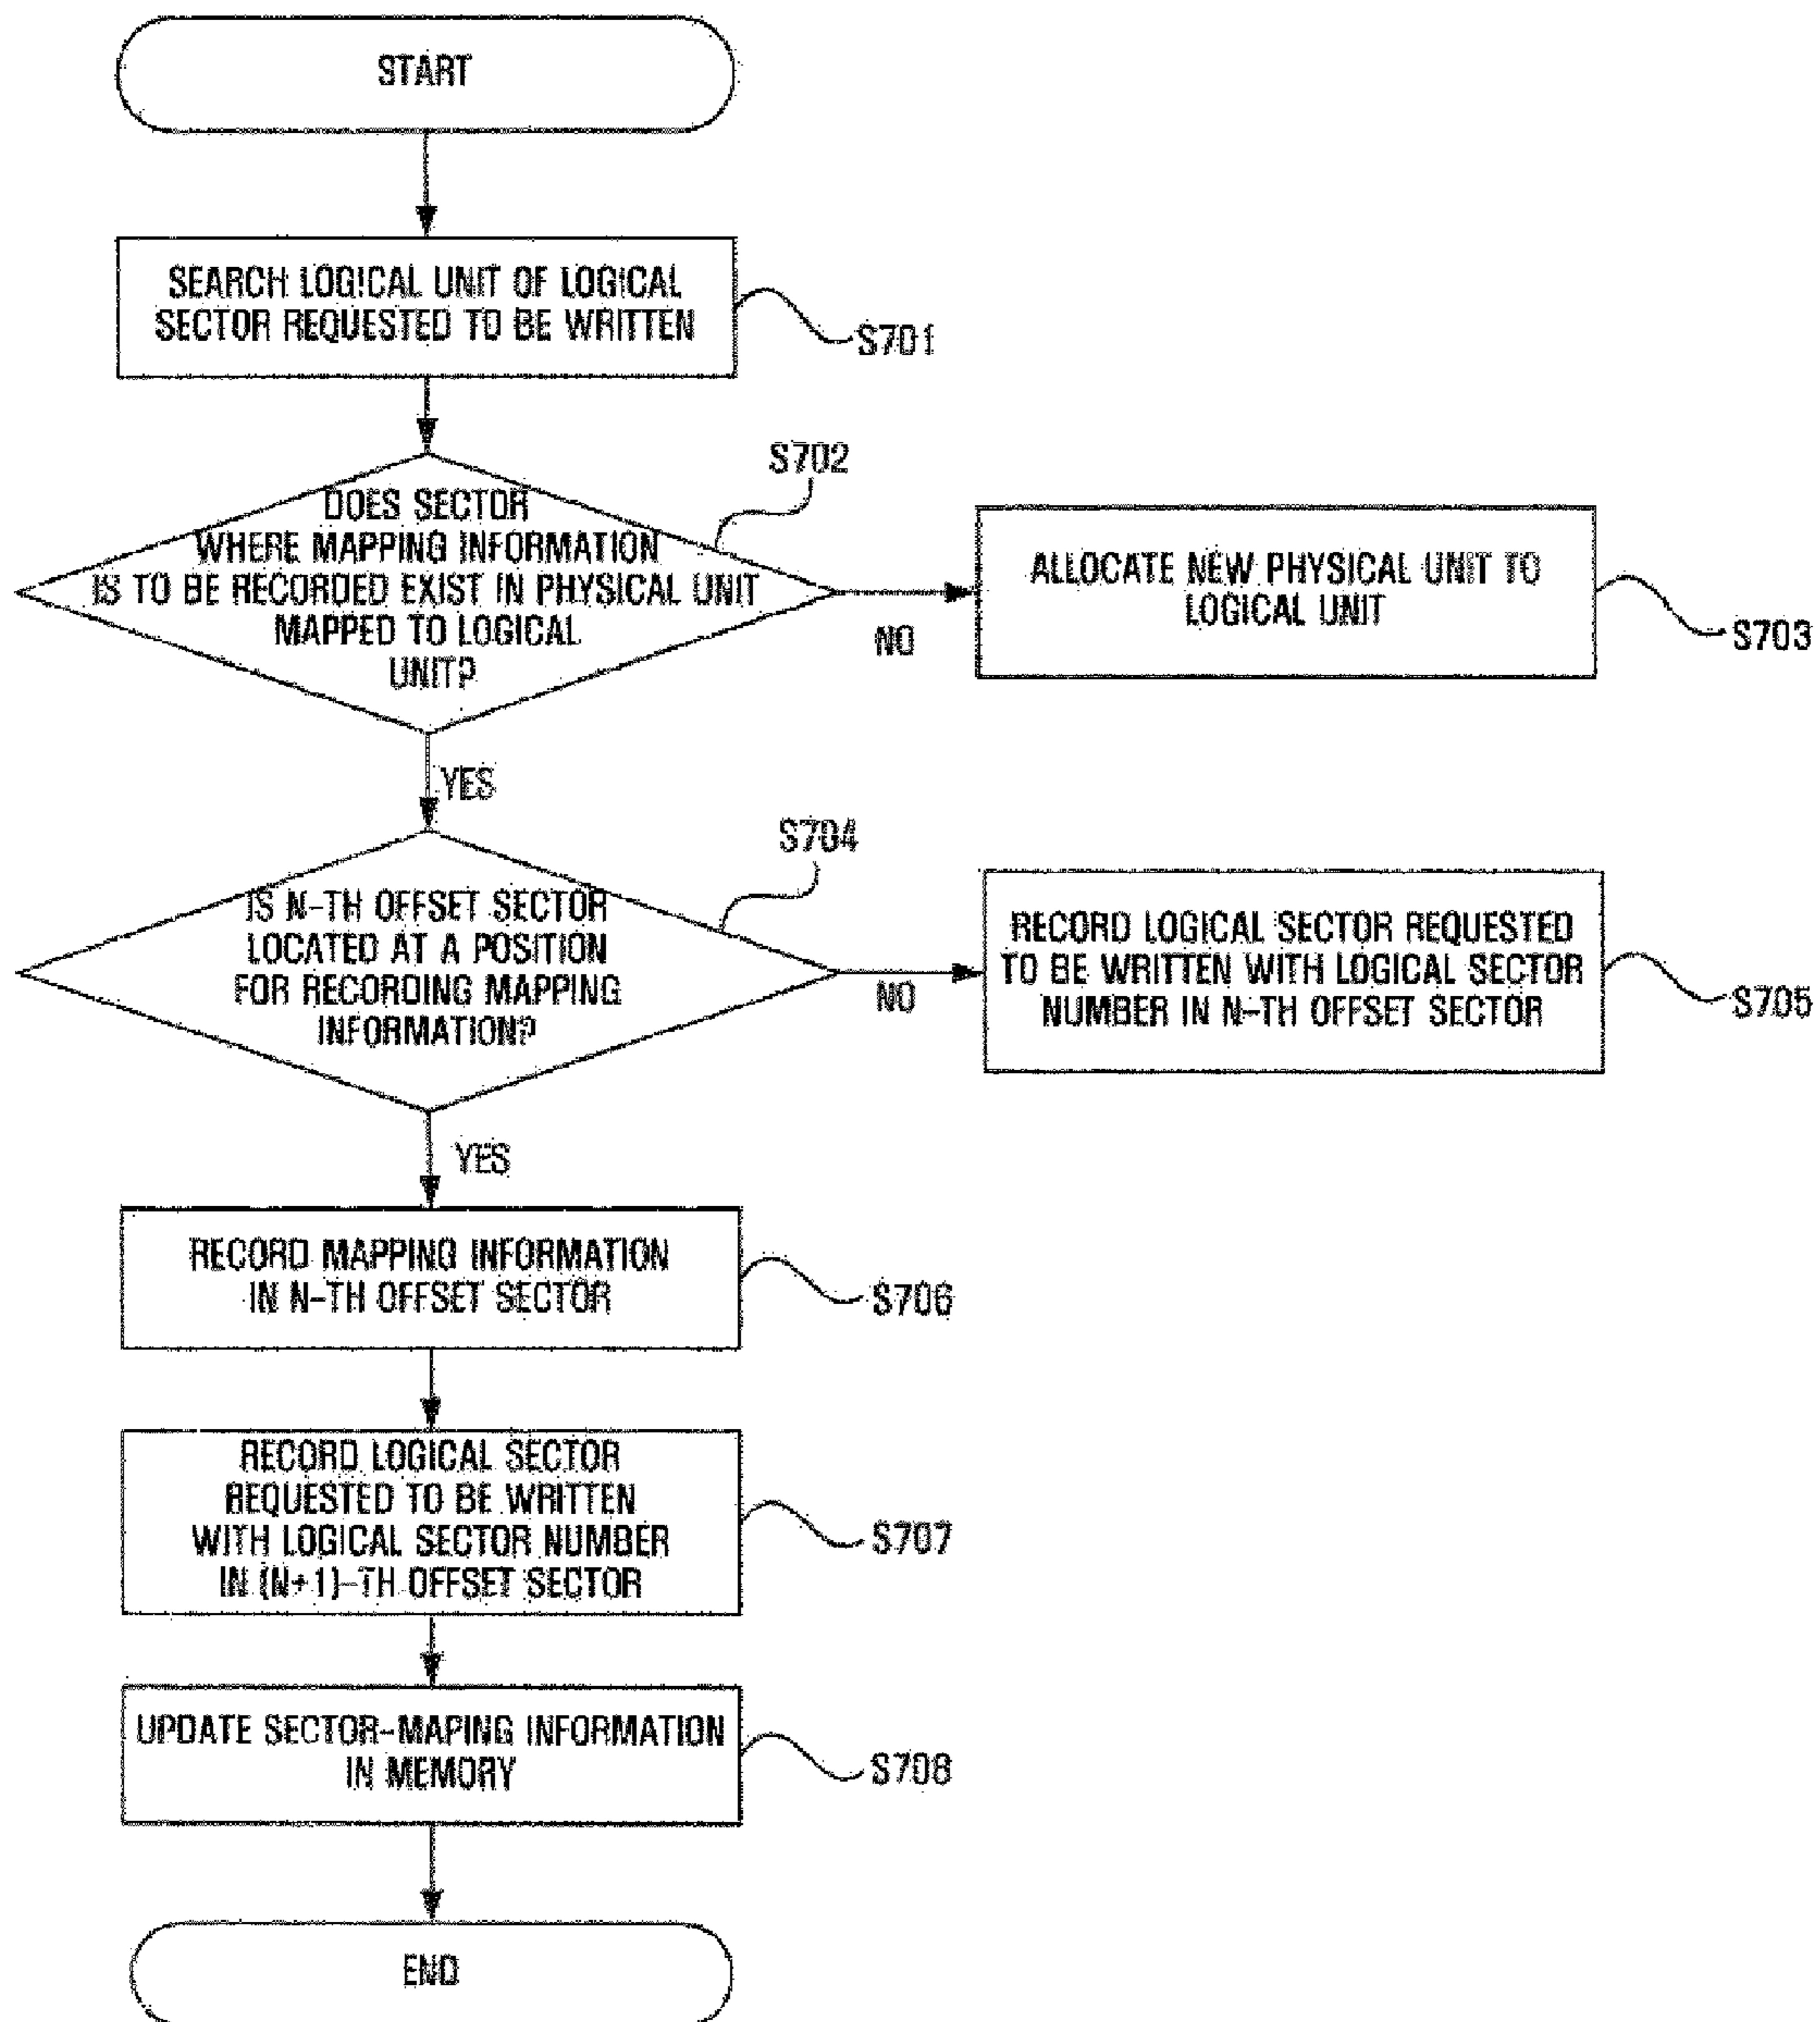 START
SEARCH LOGICAL UNIT OF LOGICAL
SECTOR REQUESTED TO BE WRITTEN
S701
S702
DOES SECTOR
WHERE MAPPING INFORMATION
IS TO BE RECORDED EXIST IN PHYSICAL UNIT
MAPPED TO LOGICAL
UNIT?
NO
ALLOCATE NEW PHYSICAL UNIT TO
LOGICAL UNIT
S703
YES
S704
IS N-TH OFFSET SECTOR
LOCATED AT A POSITION
FOR RECORDING MAPPING
INFORMATION?
NO
RECORD LOGICAL SECTOR REQUESTED
TO BE WRITTEN WITH LOGICAL SECTOR
NUMBER IN N-TH OFFSET SECTOR
S705
YES
RECORD MAPPING INFORMATION
IN N-TH OFFSET SECTOR
S706
RECORD LOGICAL SECTOR
REQUESTED TO BE WRITTEN
WITH LOGICAL SECTOR NUMBER
IN (N+1)-TH OFFSET SECTOR
S707
UPDATE SECTOR-MAPING INFORMATION
IN MEMORY
S708
END